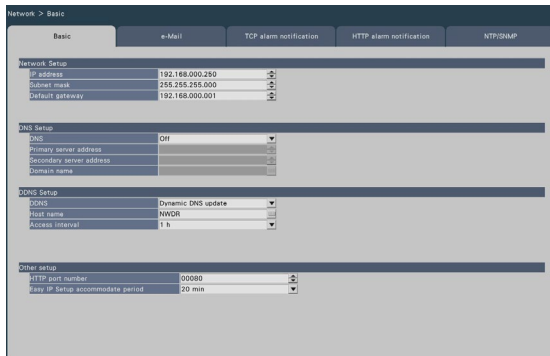 Network > Basic
Basic e-Mail TCP alarm notification HTTP alarm notification NTP/SNMP
Network Setup
IP address 192.168.000.250
Subnet mask 255.255.255.000
Default gateway 192.168.000.001
DNS Setup
DNS Off
Primary server address
Secondary server address
Domain name
DDNS Setup
DDNS Dynamic DNS update
Host name NWDR
Access interval 1 h
Other setup
HTTP port number 00080
Easy IP Setup accommodate period 20 min